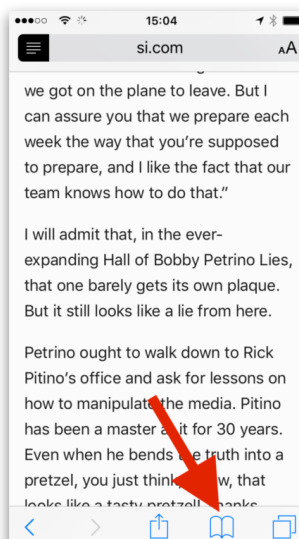 15:04
si.com
AA
we got on the plane to leave. But I
can assure you that we prepare each
week the way that you're supposed
to prepare, and I like the fact that our
team knows how to do that."
I will admit that, in the ever-
expanding Hall of Bobby Petrino Lies,
that one barely gets its own plaque.
But it still looks like a lie from here.
Petrino ought to walk down to Rick
Pitino's office and ask for lessons on
how to manipulate the media. Pitino
has been a master at it for 30 years.
Even when he bends the truth into a
pretzel, you just think, wow, that
looks like a tasty pretzel! Thanks